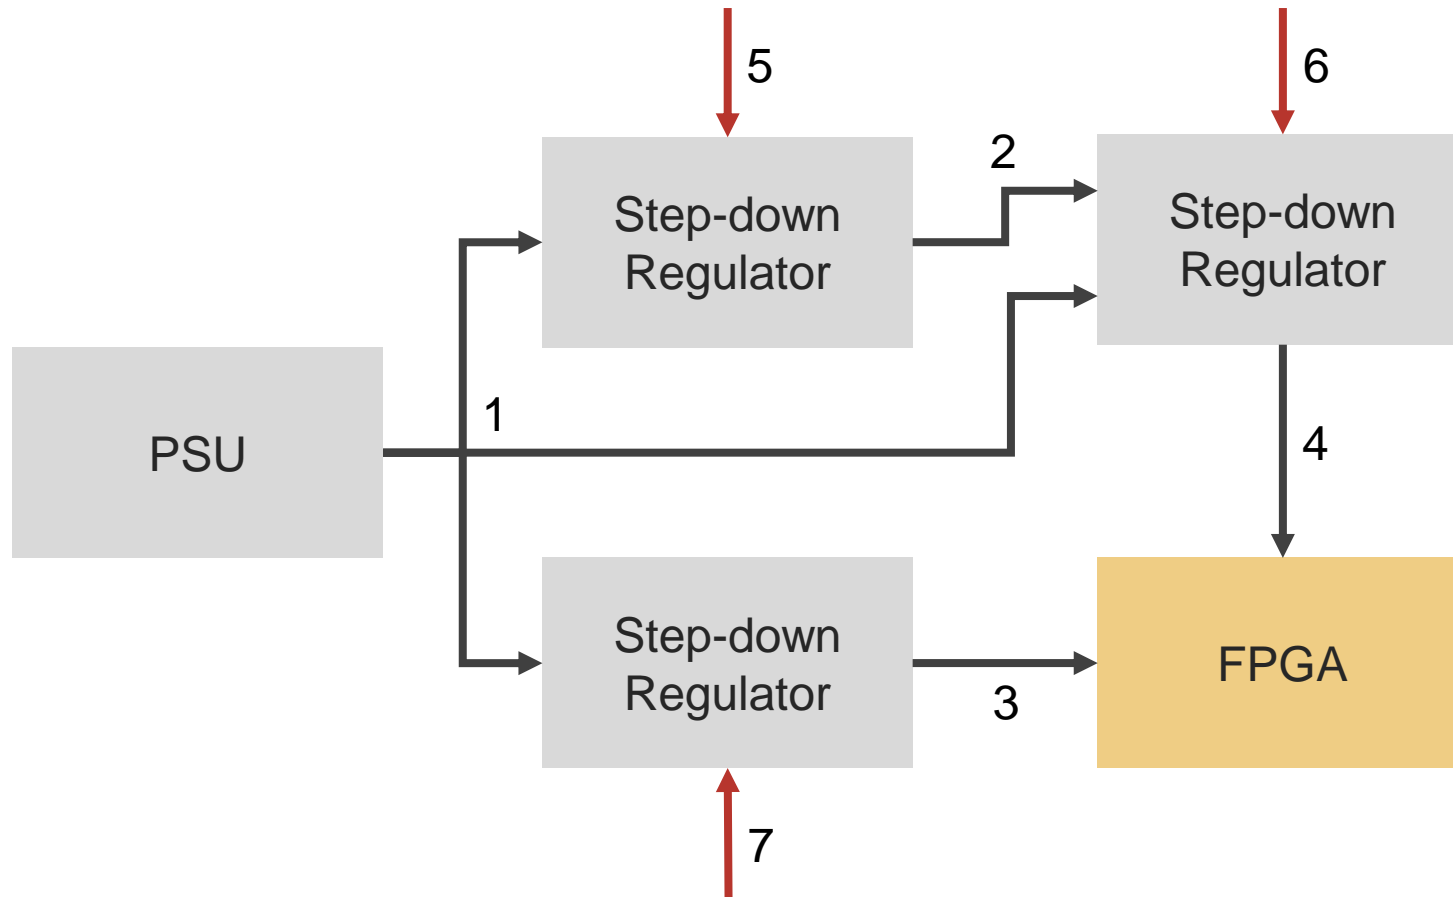 5
6
2
Step-down
Regulator
Step-down
Regulator
1
PSU
4
Step-down
Regulator
FPGA
3
7